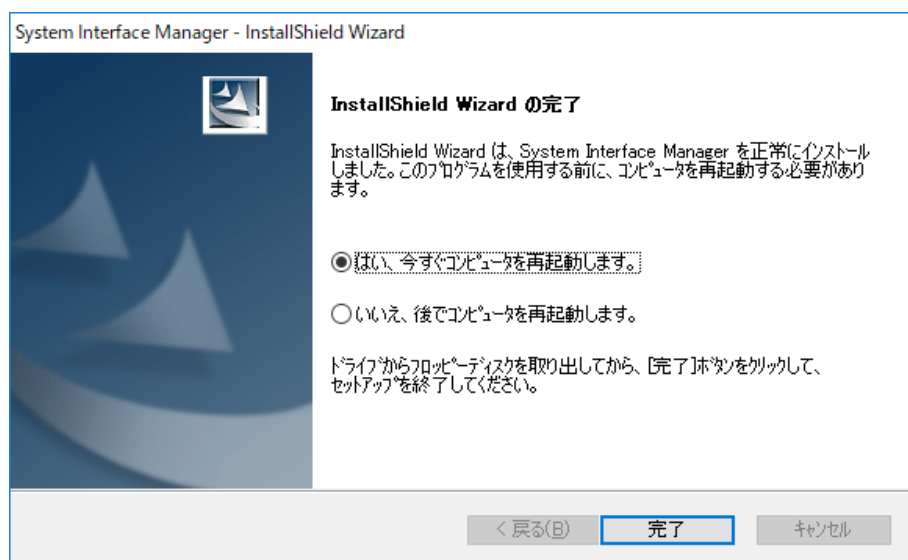 System Interface Manager - InstallShield Wizard
InstallShield Wizard の完了
InstallShield Wizard は、System Interface Manager を正常にインストール
しました。このプログラムを使用する前に、コンピュータを再起動する必要があり
ます。
はい、今すぐコンピュータを再起動します。
いいえ、後でコンピュータを再起動します。
ドライブからフロッピーディスクを取り出してから、[完了]ボタンをクリックして、
セットアップを終了してください。
< 戻る(B)
完了
キャンセル